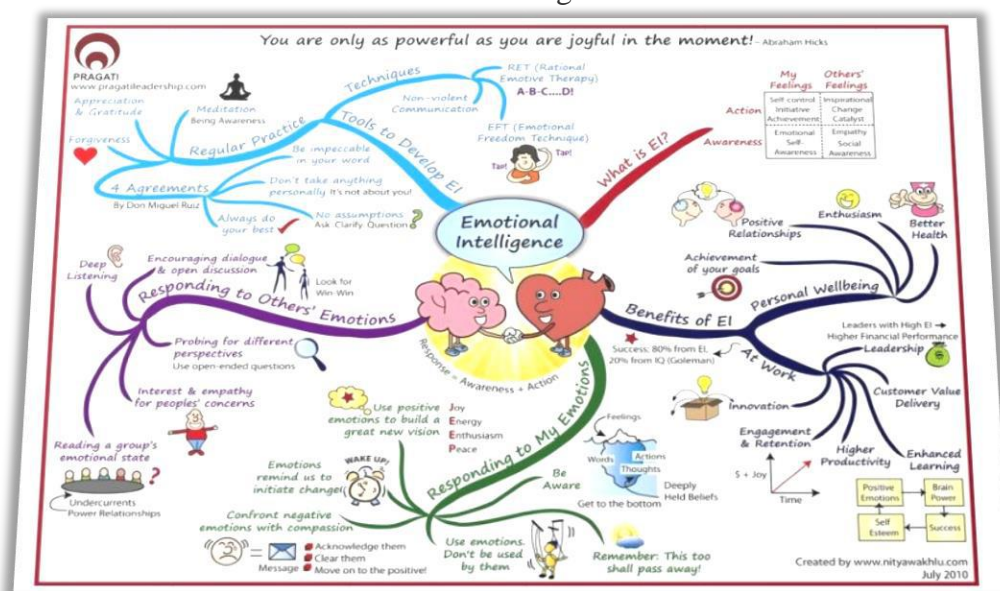 You are only as powerful as you are joyful in the moment! - Abraham Hicks
PRAGATI
www.pragatileadership.com
Emotional
Intelligence
What is EI?
Action
Awareness
My
Feelings
Others'
Feelings
Self control
Initiative
Achievement
Inspirational
Change
Catalyst
Emotional
Self-
Awareness
Empathy
Social
Awareness
Benefits of EI
Success: 80% from EI,
20% from IQ (Goleman)
Personal Wellbeing
Achievement
of your goals
Positive
Relationships
Enthusiasm
Better
Health
At Work
Leaders with High EI →
Higher Financial Performance
Leadership
Customer Value
Delivery
Enhanced
Learning
Higher
Productivity
Engagement
& Retention
Innovation
$ + Joy
Time
Positive
Emotions
Brain
Power
Self
Esteem
Success
Responding to My Emotions
Feelings
Words
Actions
Thoughts
Deeply
Held Beliefs
Get to the bottom
Be
Aware
Remember: This too
shall pass away!
Use emotions.
Don't be used
by them
Confront negative
emotions with compassion
=
Message
Acknowledge them
Clear them
Move on to the positive!
Emotions
remind us to
initiate change!
WAKE UP!
Use positive
emotions to build a
great new vision
Joy
Energy
Enthusiasm
Peace
Response = Awareness + Action
Responding to Others' Emotions
Encouraging dialogue
& open discussion
Look for
Win-Win
Deep
Listening
Probing for different
perspectives
Use open-ended questions
Interest & empathy
for peoples' concerns
Reading a group's
emotional state
?
Undercurrents
Power Relationships
Tools to Develop EI
Techniques
RET (Rational
Emotive Therapy)
A-B-C....D!
Non-violent
Communication
EFT (Emotional
Freedom Technique)
Tap!
Tap!
Regular Practice
Meditation
Being Awareness
Appreciation
& Gratitude
Forgiveness
4 Agreements
By Don Miguel Ruiz
Be impeccable
in your word
Don't take anything
personally It's not about you!
No assumptions
Ask Clarify Question ?
Always do
your best
Created by www.nityawakhlu.com
July 2010